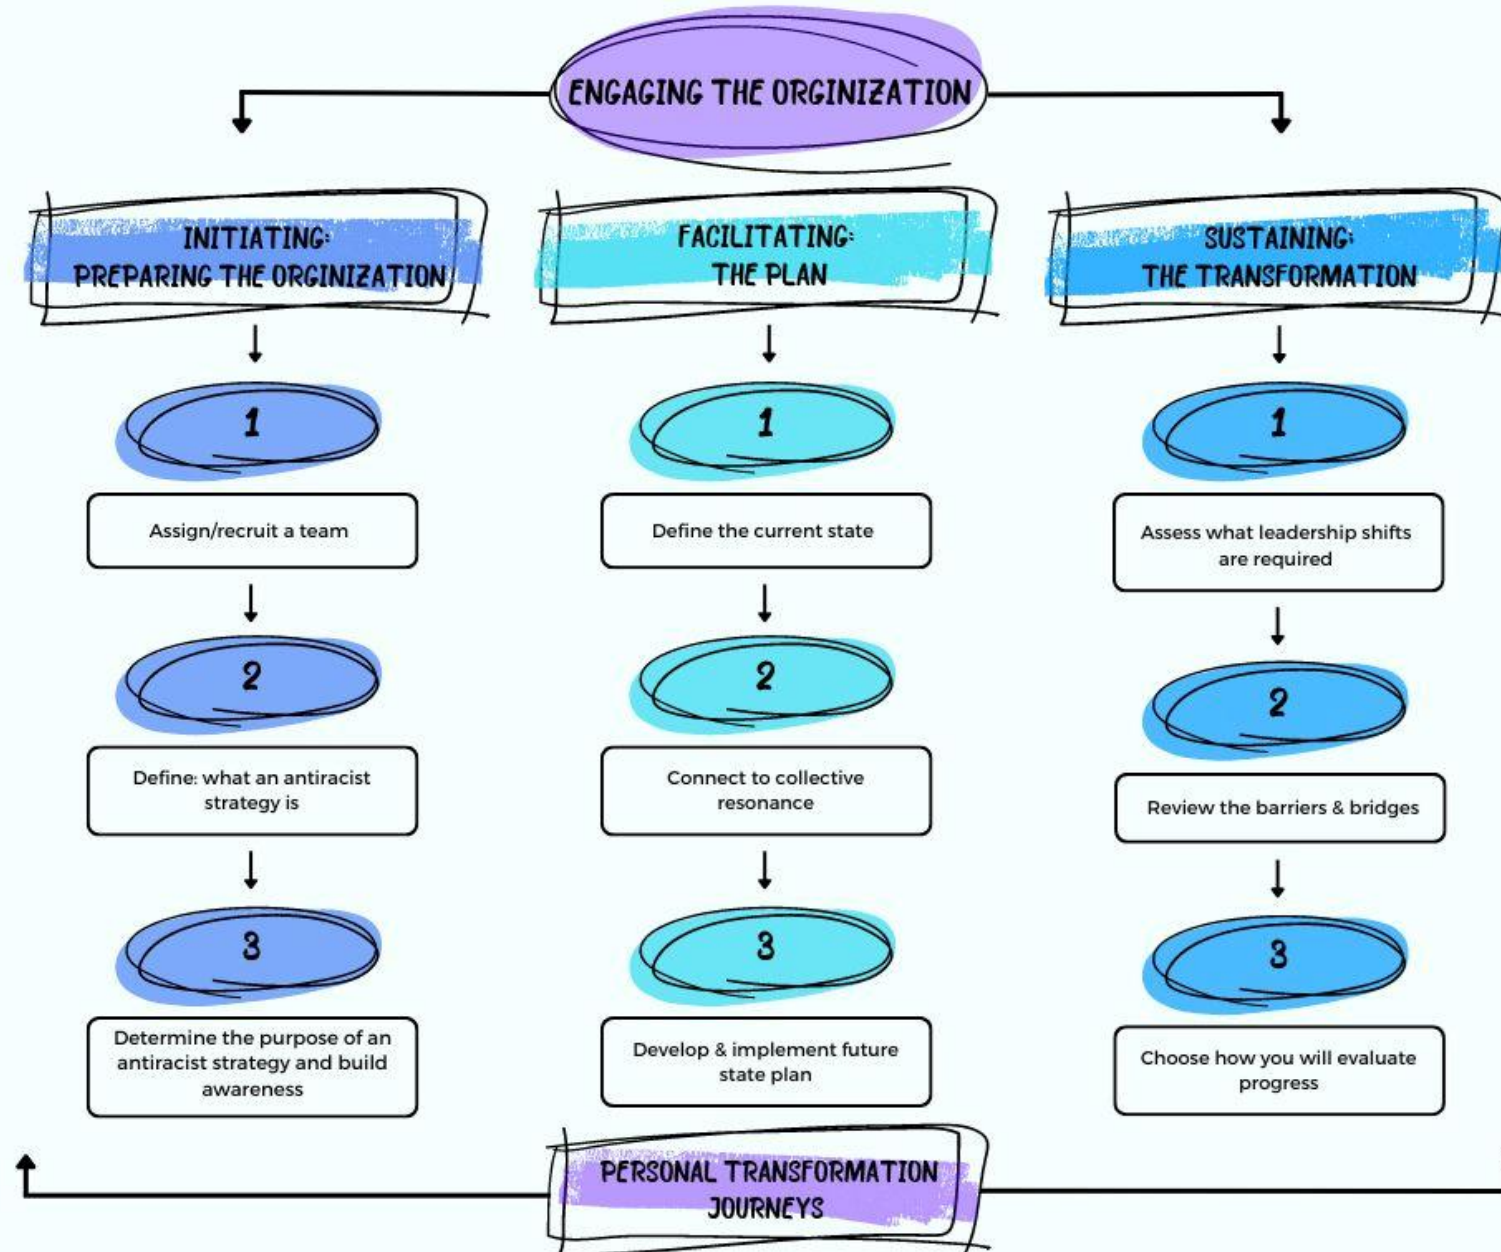 ENGAGING THE ORGINIZATION
INITIATING:
PREPARING THE ORGINIZATION
1
Assign/recruit a team
2
Define: what an antiracist
strategy is
3
Determine the purpose of an
antiracist strategy and build
awareness
FACILITATING:
THE PLAN
1
Define the current state
2
Connect to collective
resonance
3
Develop & implement future
state plan
SUSTAINING:
THE TRANSFORMATION
1
Assess what leadership shifts
are required
2
Review the barriers & bridges
3
Choose how you will evaluate
progress
PERSONAL TRANSFORMATION
JOURNEYS